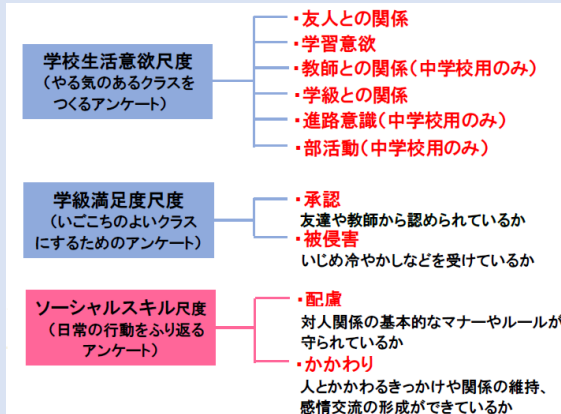 学校生活意欲尺度
（やる気のあるクラスを
つくるアンケート）
・友人との関係
・学習意欲
・教師との関係（中学校用のみ）
・学級との関係
・進路意識（中学校用のみ）
・部活動（中学校用のみ）
学級満足度尺度
（いごこちのよいクラス
にするためのアンケート）
・承認
友達や教師から認められているか
・被侵害
いじめ冷やかしなどを受けているか
ソーシャルスキル尺度
（日常の行動をふり返る
アンケート）
・配慮
対人関係の基本的なマナーやルールが
守られているか
・かかわり
人とかかわるきっかけや関係の維持、
感情交流の形成ができているか